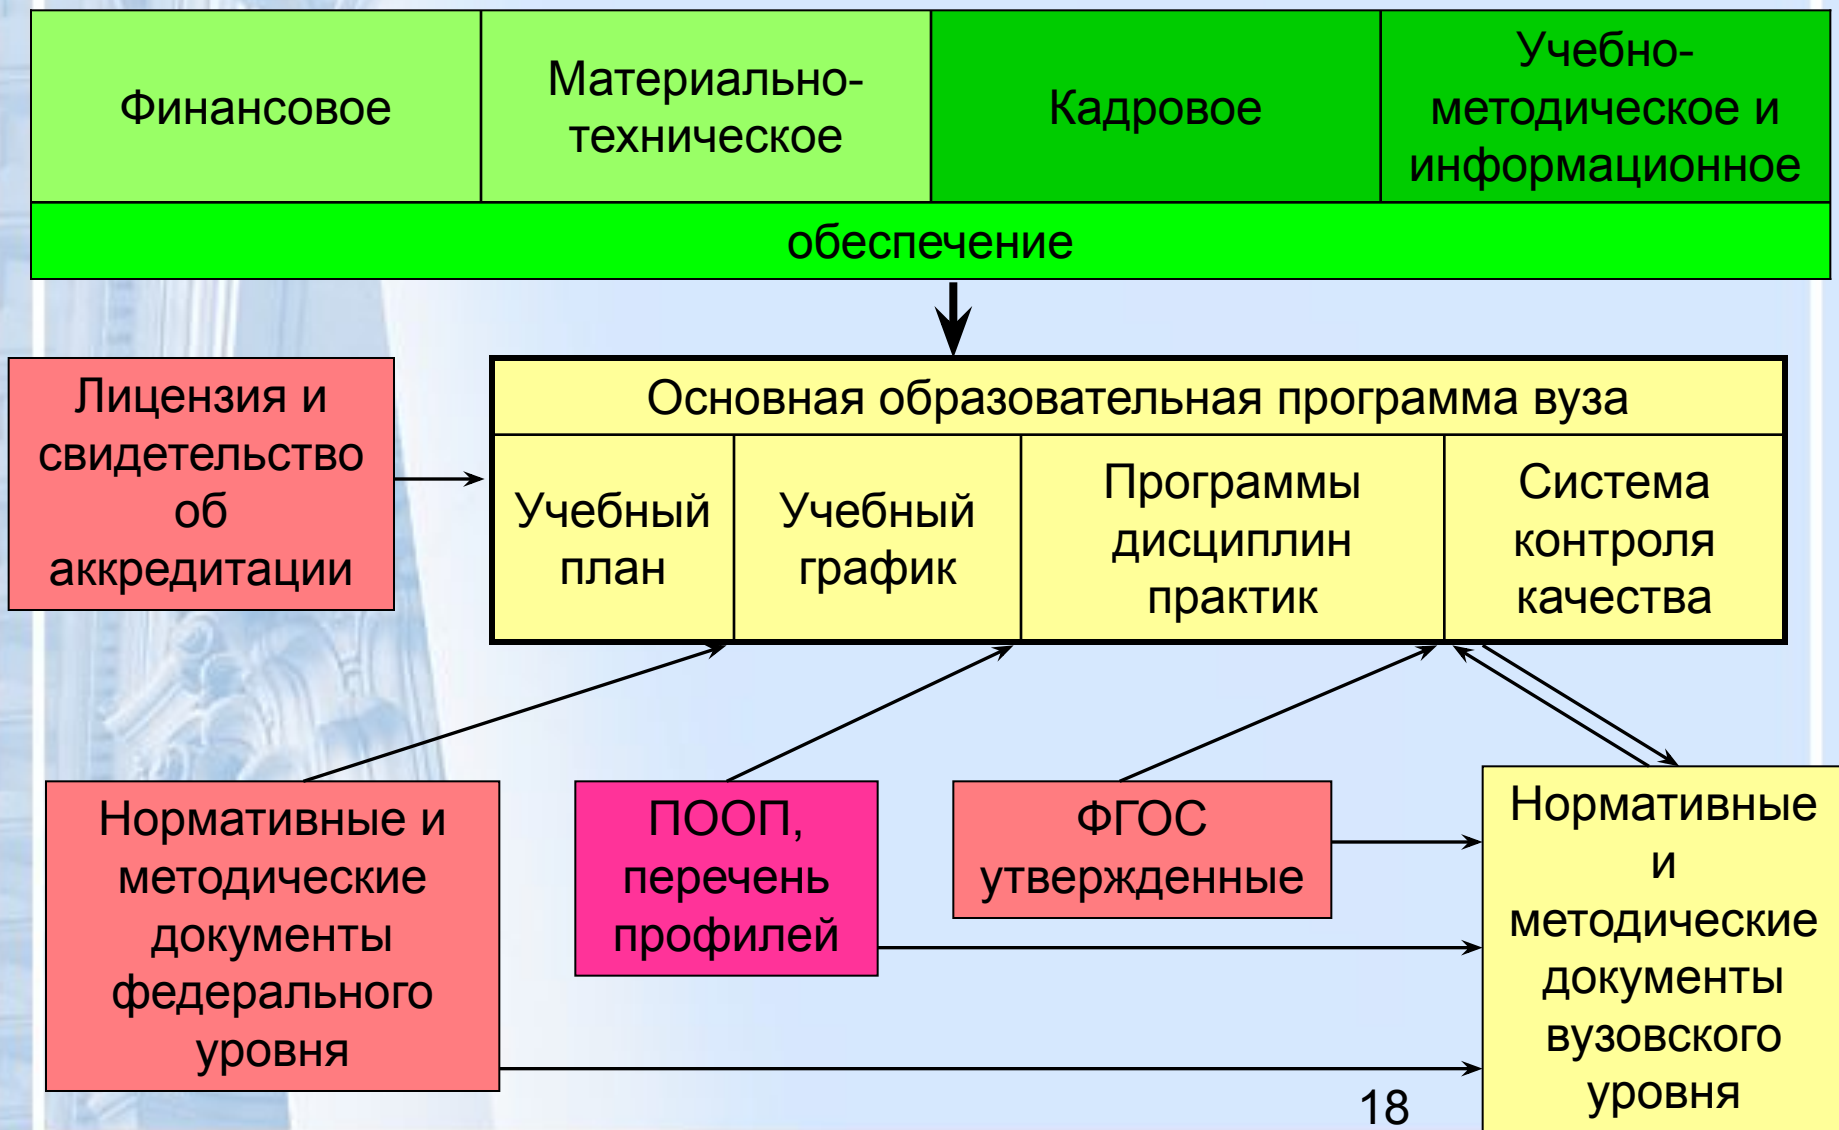 Финансовое
Материально-
техническое
Кадровое
Учебно-
методическое и
информационное
обеспечение
Лицензия и
свидетельство
об
аккредитации
Основная образовательная программа вуза
Учебный
план
Учебный
график
Программы
дисциплин
практик
Система
контроля
качества
Нормативные и
методические
документы
федерального
уровня
ПООП,
перечень
профилей
ФГОС
утвержденные
Нормативные
и
методические
документы
вузовского
уровня
18